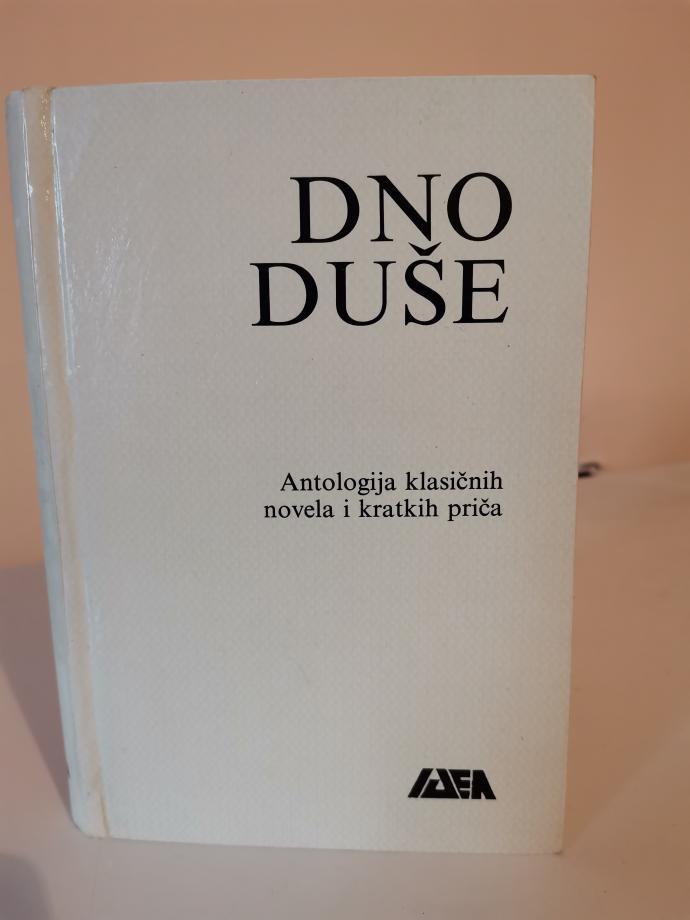 DNO
DUŠE
Antologija klasičnih
novela i kratkih priča
IDEA